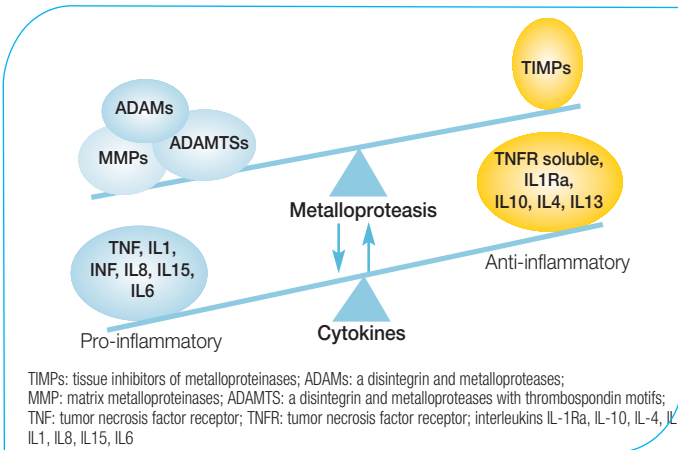 TIMPs
ADAMs
ADAMTSs
MMPs
TNFR soluble,
IL1Ra,
IL10, IL4, IL13
Metalloproteasis
TNF, IL1,
INF, IL8, IL15,
IL6
Anti-inflammatory
Cytokines
Pro-inflammatory
TIMPs: tissue inhibitors of metalloproteinases; ADAMs: a disintegrin and metalloproteases;
MMP: matrix metalloproteinases; ADAMTS: a disintegrin and metalloproteases with thrombospondin motifs;
TNF: tumor necrosis factor receptor; TNFR: tumor necrosis factor receptor; interleukins IL-1Ra, IL-10, IL-4,
IL1, IL8, IL15, IL6